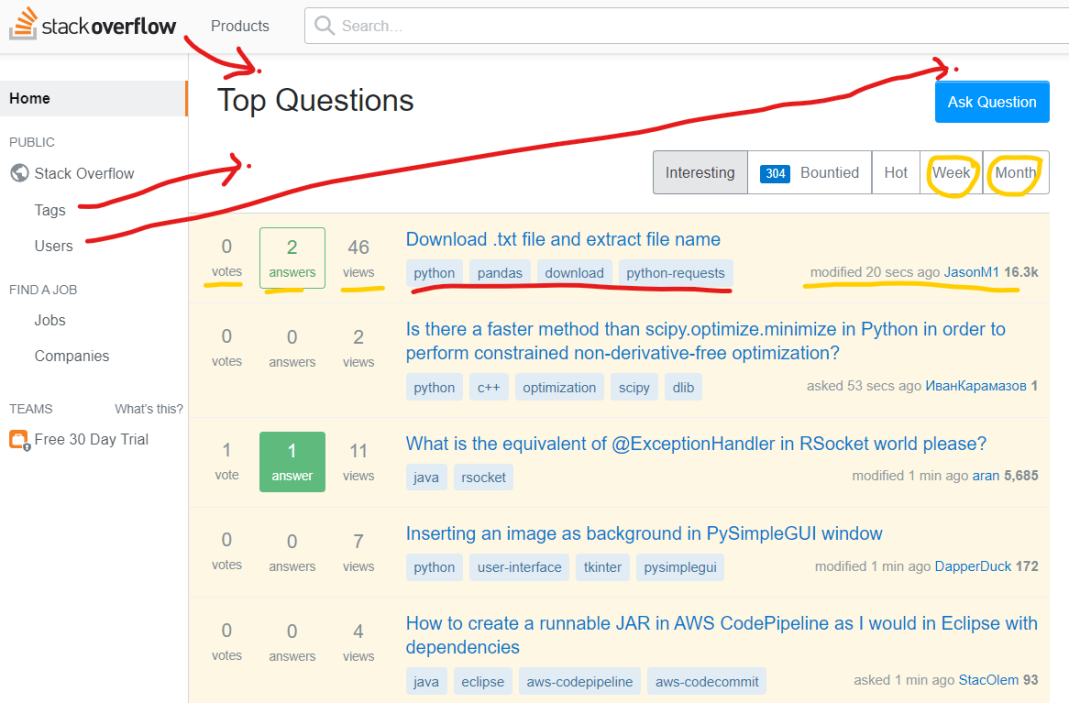 stackoverflow Products Search...
Home
Top Questions
Ask Question
PUBLIC
Stack Overflow
Tags
Users
FIND A JOB
Jobs
Companies
TEAMS What's this?
Free 30 Day Trial
Interesting 304 Bountied Hot Week Month
0 votes 2 answers 46 views
Download .txt file and extract file name
python pandas download python-requests
modified 20 secs ago JasonM1 16.3k
0 votes 0 answers 2 views
Is there a faster method than scipy.optimize.minimize in Python in order to
perform constrained non-derivative-free optimization?
python c++ optimization scipy dlib
asked 53 secs ago ИванКарамазов 1
1 vote 1 answer 11 views
What is the equivalent of @ExceptionHandler in RSocket world please?
java rsocket
modified 1 min ago aran 5,685
0 votes 0 answers 7 views
Inserting an image as background in PySimpleGUI window
python user-interface tkinter pysimplegui
modified 1 min ago DapperDuck 172
0 votes 0 answers 4 views
How to create a runnable JAR in AWS CodePipeline as I would in Eclipse with
dependencies
java eclipse aws-codepipeline aws-codecommit
asked 1 min ago StacOlem 93